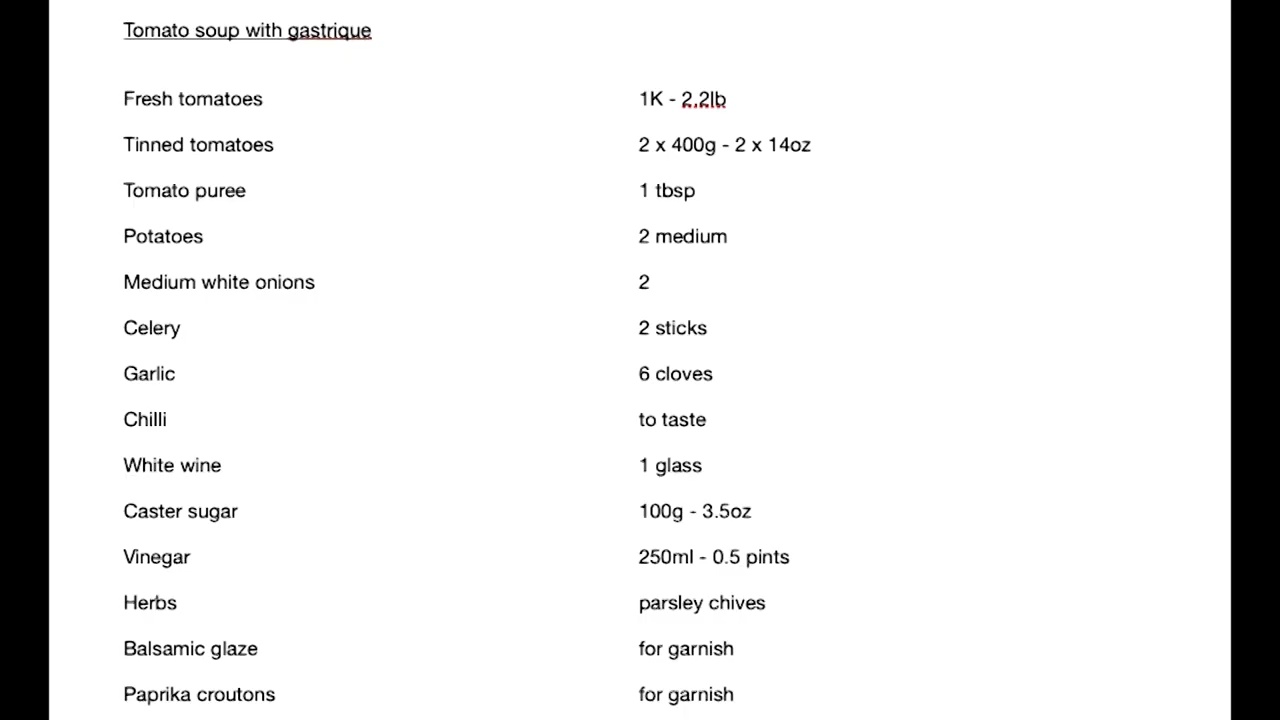 Tomato soup with gastrique
Fresh tomatoes 1K - 2.2lb
Tinned tomatoes 2 x 400g - 2 x 14oz
Tomato puree 1 tbsp
Potatoes 2 medium
Medium white onions 2
Celery 2 sticks
Garlic 6 cloves
Chilli to taste
White wine 1 glass
Caster sugar 100g - 3.5oz
Vinegar 250ml - 0.5 pints
Herbs parsley chives
Balsamic glaze for garnish
Paprika croutons for garnish